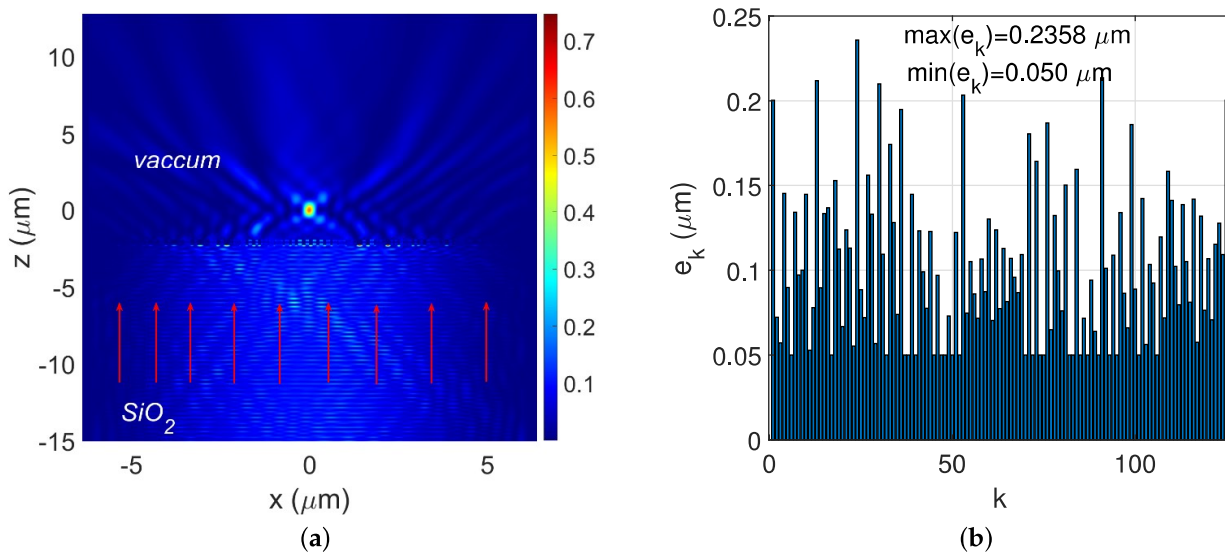 10
5
0
-5
-10
-15
z (μm)
vaccum
SiO2
-5
0
5
x (μm)
0.7
0.6
0.5
0.4
0.3
0.2
0.1
(a)
0.25
0.2
0.15
0.1
0.05
0
e_k (μm)
max(e_k)=0.2358 μm
min(e_k)=0.050 μm
0
50
100
k
(b)